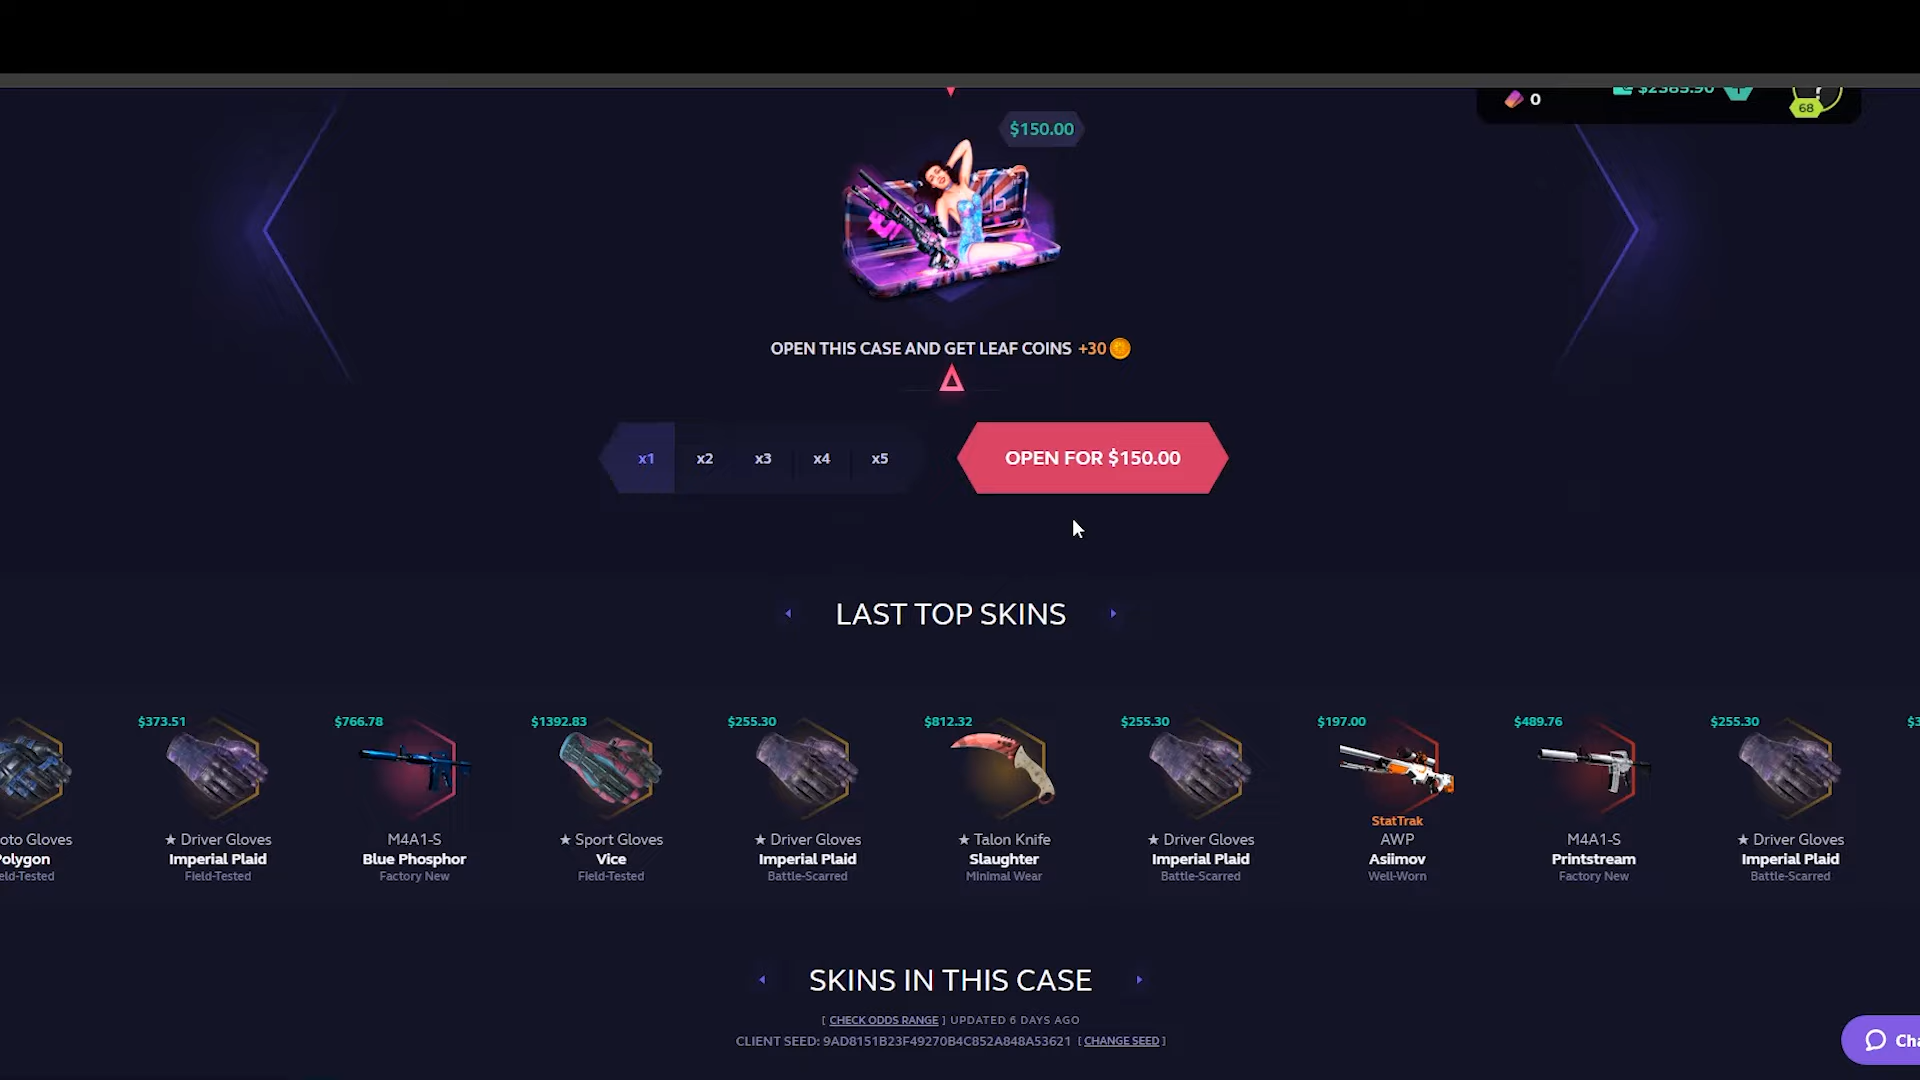 0
$2385.90
68
$150.00
OPEN THIS CASE AND GET LEAF COINS +30
x1 x2 x3 x4 x5
OPEN FOR $150.00
LAST TOP SKINS
$373.51 $766.78 $1392.83 $255.30 $812.32 $255.30 $197.00 $489.76 $255.30
StatTrak
oto Gloves ★ Driver Gloves M4A1-S ★ Sport Gloves ★ Driver Gloves ★ Talon Knife ★ Driver Gloves AWP M4A1-S ★ Driver Gloves
Polygon Imperial Plaid Blue Phosphor Vice Imperial Plaid Slaughter Imperial Plaid Asiimov Printstream Imperial Plaid
eld-Tested Field-Tested Factory New Field-Tested Battle-Scarred Minimal Wear Battle-Scarred Well-Worn Factory New Battle-Scarred
SKINS IN THIS CASE
[ CHECK ODDS RANGE ] UPDATED 6 DAYS AGO
CLIENT SEED: 9AD8151B23F49270B4C852A848A53621 [ CHANGE SEED ]
Cha